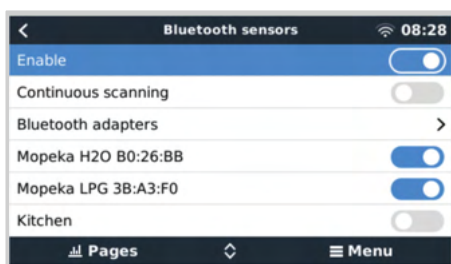 Bluetooth sensors 08:28
Enable
Continuous scanning
Bluetooth adapters
Mopeka H2O B0:26:BB
Mopeka LPG 3B:A3:F0
Kitchen
Pages Menu